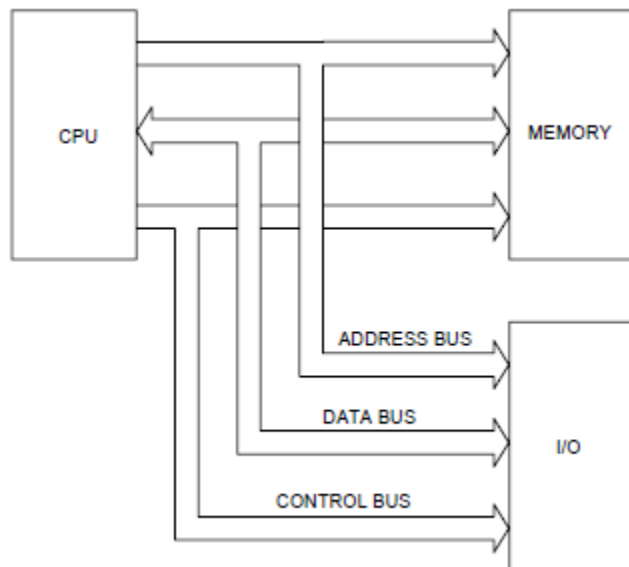 CPU
MEMORY
ADDRESS BUS
DATA BUS
I/O
CONTROL BUS